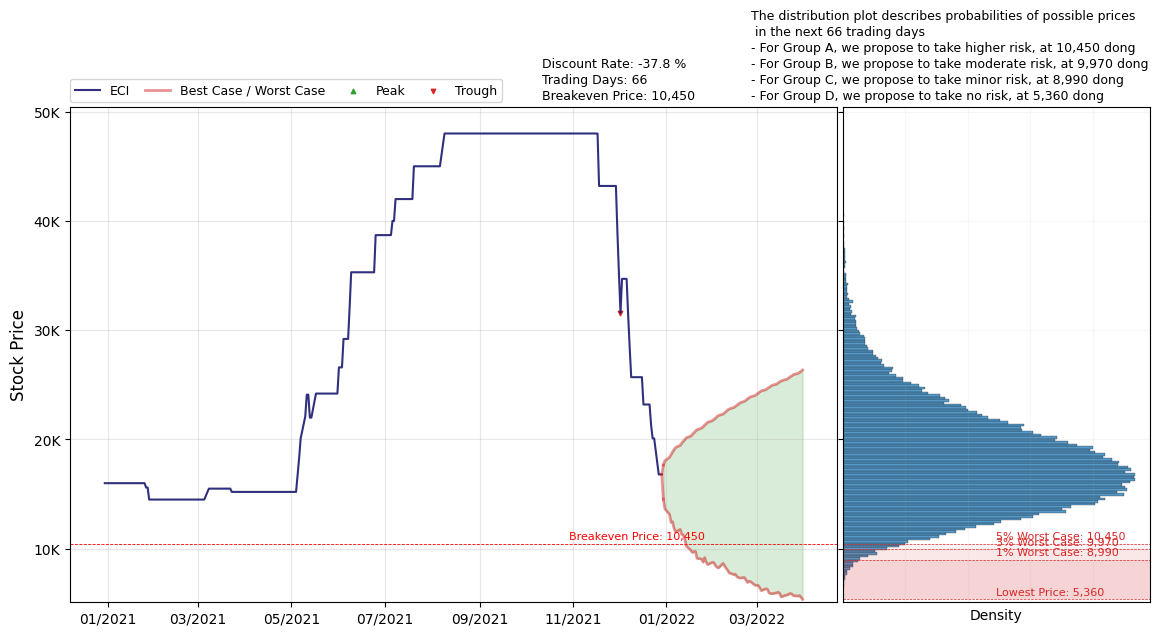 The distribution plot describes probabilities of possible prices
in the next 66 trading days
- For Group A, we propose to take higher risk, at 10,450 dong
- For Group B, we propose to take moderate risk, at 9,970 dong
- For Group C, we propose to take minor risk, at 8,990 dong
- For Group D, we propose to take no risk, at 5,360 dong
Discount Rate: -37.8 %
Trading Days: 66
Breakeven Price: 10,450
ECI
Best Case / Worst Case
Peak
Trough
Stock Price
50K
40K
30K
20K
10K
Breakeven Price: 10,450
5% Worst Case: 10,450
3% Worst Case: 9,970
1% Worst Case: 8,990
Lowest Price: 5,360
01/2021 03/2021 05/2021 07/2021 09/2021 11/2021 01/2022 03/2022
Density